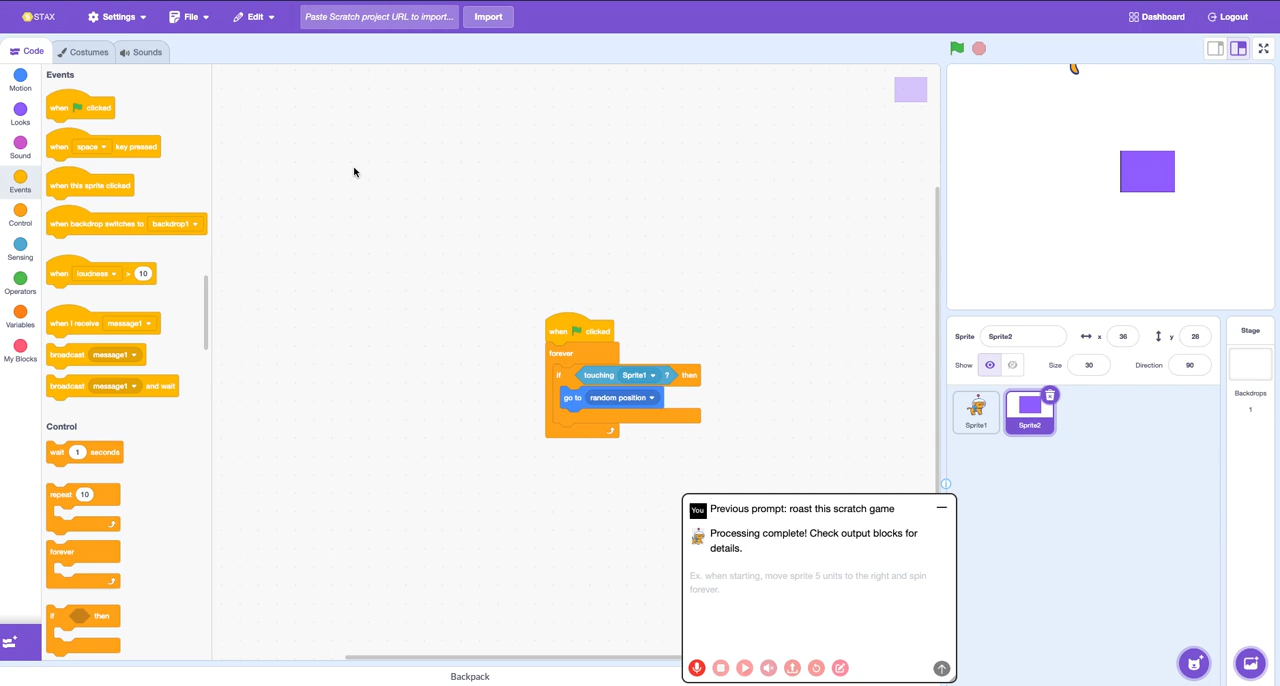 STAX Settings File Edit Paste Scratch project URL to import... Import Dashboard Logout
Code Costumes Sounds
Motion
Looks
Sound
Events
Control
Sensing
Operators
Variables
My Blocks
Events
when clicked
when space key pressed
when this sprite clicked
when backdrop switches to backdrop1
when loudness > 10
when I receive message1
broadcast message1
broadcast message1 and wait
Control
wait 1 seconds
repeat 10
forever
if then
when clicked
forever
if touching Sprite1 ? then
go to random position
You Previous prompt: roast this scratch game
Processing complete! Check output blocks for
details.
Ex. when starting, move sprite 5 units to the right and spin
forever.
Backpack
Sprite Sprite2 x 36 y 28
Show Size 30 Direction 90
Sprite1
Sprite2
Stage
Backdrops
1